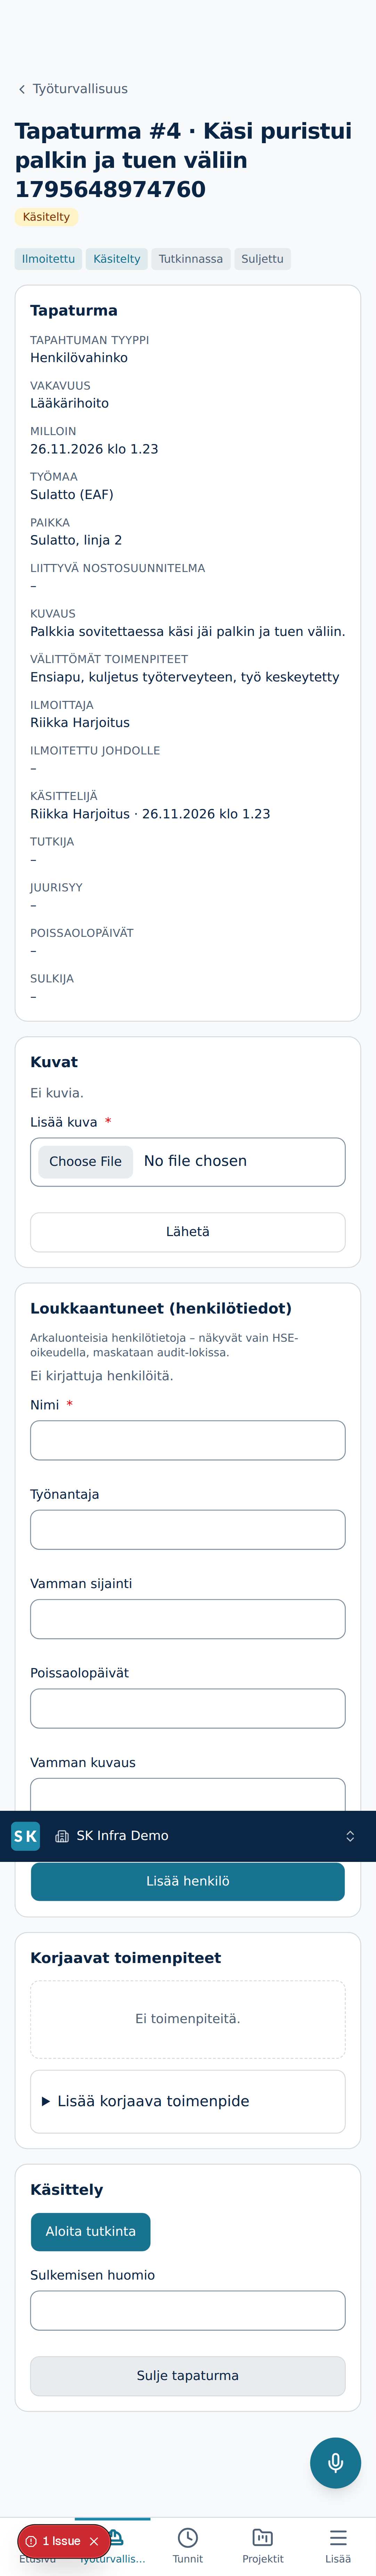 Työturvallisuus
Tapaturma #4 · Käsi puristui
palkin ja tuen väliin
1795648974760
Käsitelty
Ilmoitettu Käsitelty Tutkinnassa Suljettu
Tapaturma
TAPAHTUMAN TYYPPI
Henkilövahinko
VAKAVUUS
Lääkärihoito
MILLOIN
26.11.2026 klo 1.23
TYÖMAA
Sulatto (EAF)
PAIKKA
Sulatto, linja 2
LIITTYVÄ NOSTOSUUNNITELMA
–
KUVAUS
Palkkia sovitettaessa käsi jäi palkin ja tuen väliin.
VÄLITTÖMÄT TOIMENPITEET
Ensiapu, kuljetus työterveyteen, työ keskeytetty
ILMOITTAJA
Riikka Harjoitus
ILMOITETTU JOHDOLLE
–
KÄSITTELIJÄ
Riikka Harjoitus · 26.11.2026 klo 1.23
TUTKIJA
–
JUURISYY
–
POISSAOLOPÄIVÄT
–
SULKIJA
–
Kuvat
Ei kuvia.
Lisää kuva *
Choose File No file chosen
Lähetä
Loukkaantuneet (henkilötiedot)
Arkaluonteisia henkilötietoja – näkyvät vain HSE-
oikeudella, maskataan audit-lokissa.
Ei kirjattuja henkilöitä.
Nimi *
Työnantaja
Vamman sijainti
Poissaolopäivät
Vamman kuvaus
SK SK Infra Demo
Lisää henkilö
Korjaavat toimenpiteet
Ei toimenpiteitä.
Lisää korjaava toimenpide
Käsittely
Aloita tutkinta
Sulkemisen huomio
Sulje tapaturma
1 Issue
Etusivu Työturvallis... Tunnit Projektit Lisää